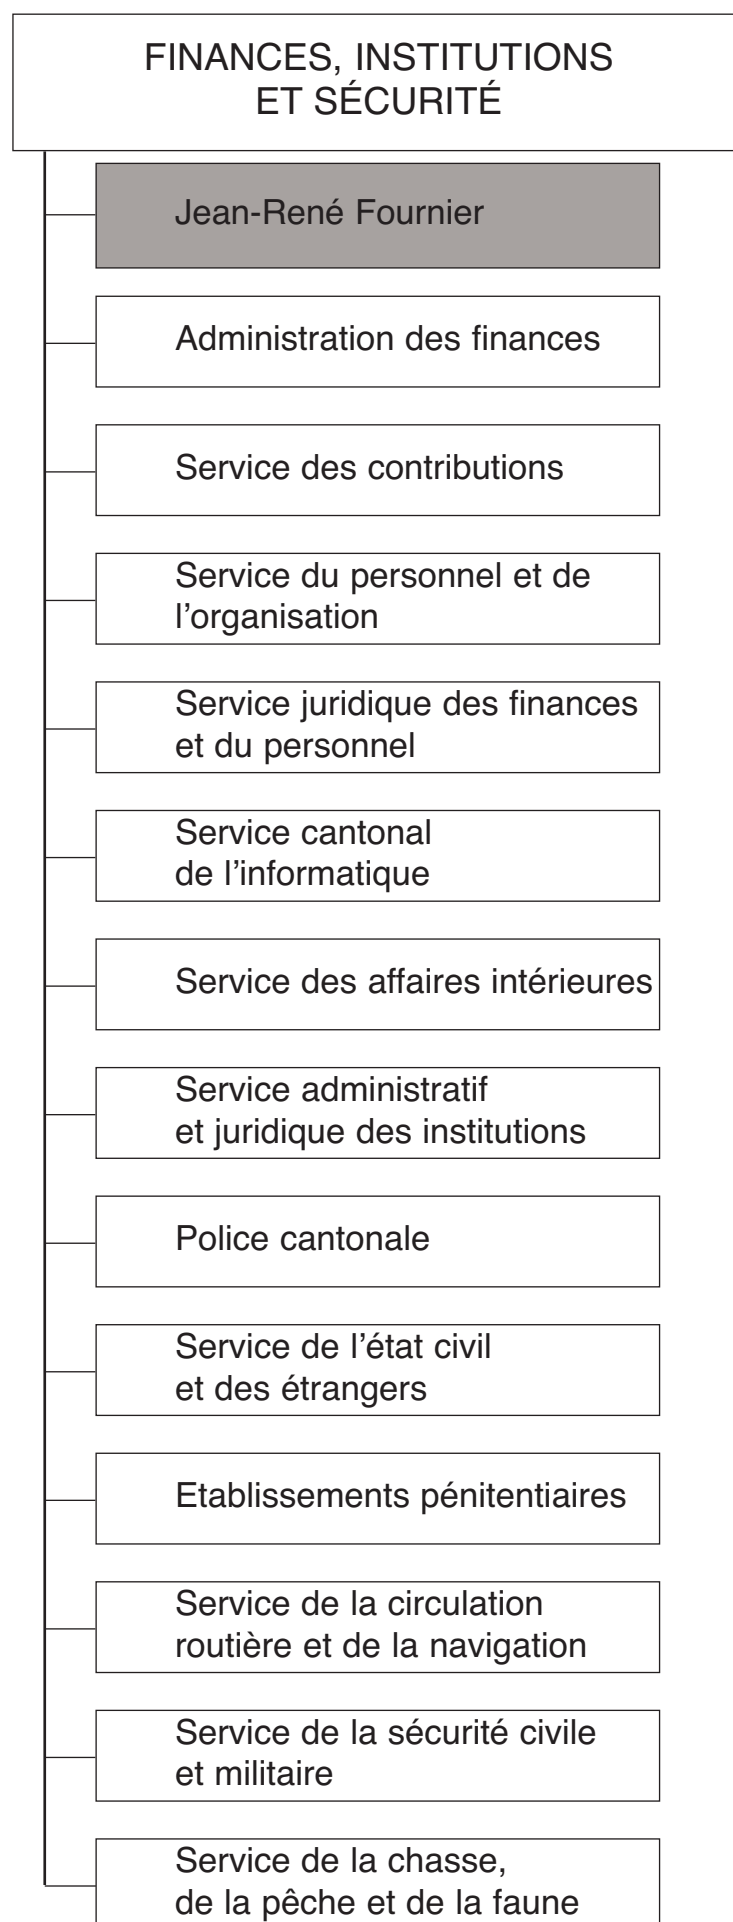 FINANCES, INSTITUTIONS
ET SÉCURITÉ
Jean-René Fournier
Administration des finances
Service des contributions
Service du personnel et de
l’organisation
Service juridique des finances
et du personnel
Service cantonal
de l’informatique
Service des affaires intérieures
Service administratif
et juridique des institutions
Police cantonale
Service de l’état civil
et des étrangers
Etablissements pénitentiaires
Service de la circulation
routière et de la navigation
Service de la sécurité civile
et militaire
Service de la chasse,
de la pêche et de la faune